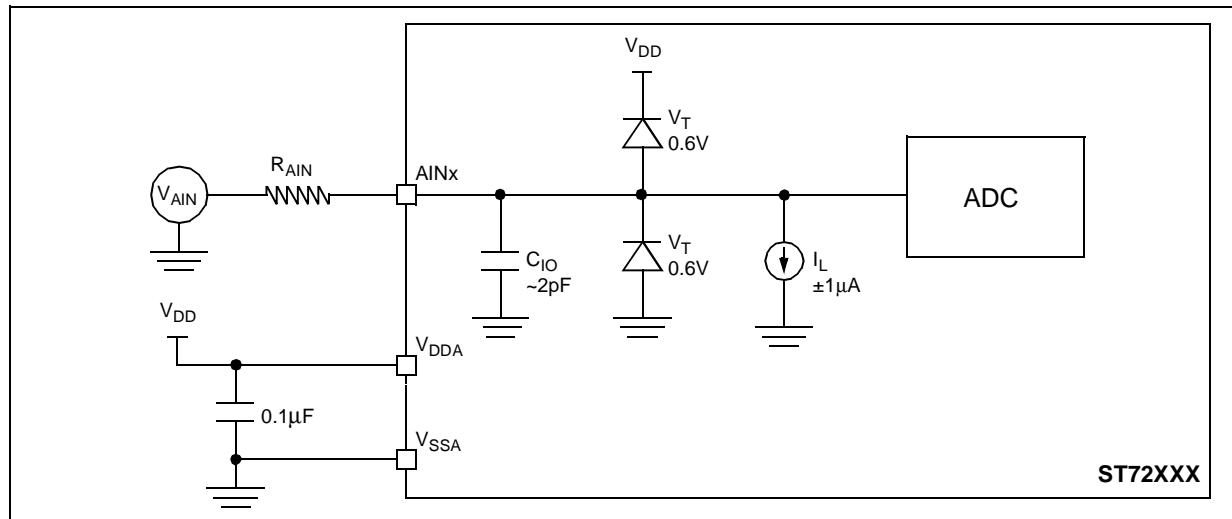 V_DD
V_T
0.6V
R_AIN
AINx
V_AIN
ADC
V_T
0.6V
C_IO
~2pF
I_L
±1µA
V_DD
V_DDA
0.1µF
V_SSA
ST72XXX